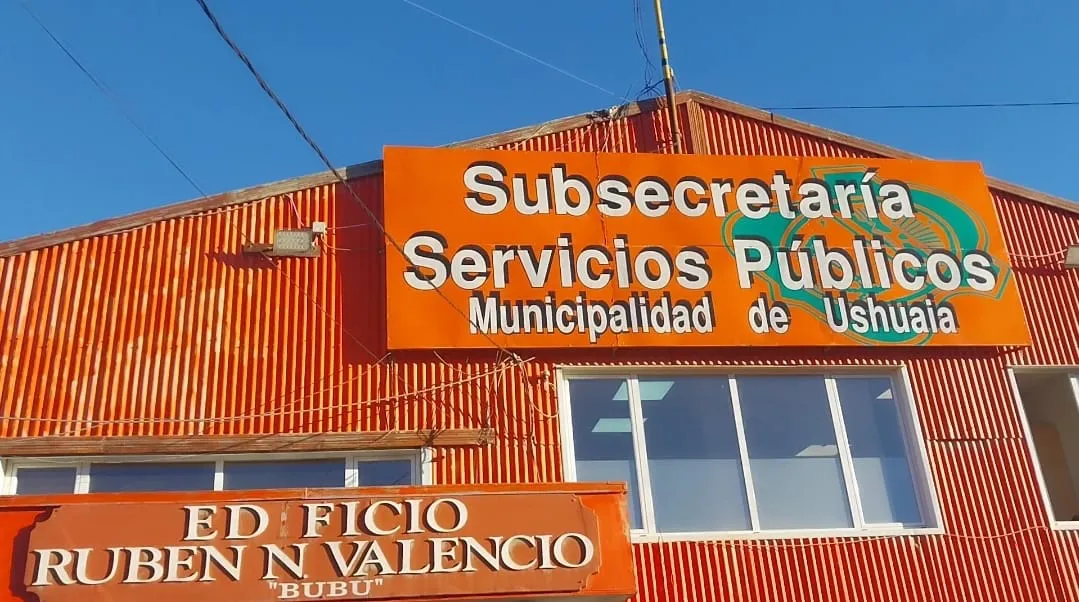 Subsecretaría
Servicios Públicos
Municipalidad de Ushuaia
ED FICIO
RUBEN N. VALENCIO
"BUBU"